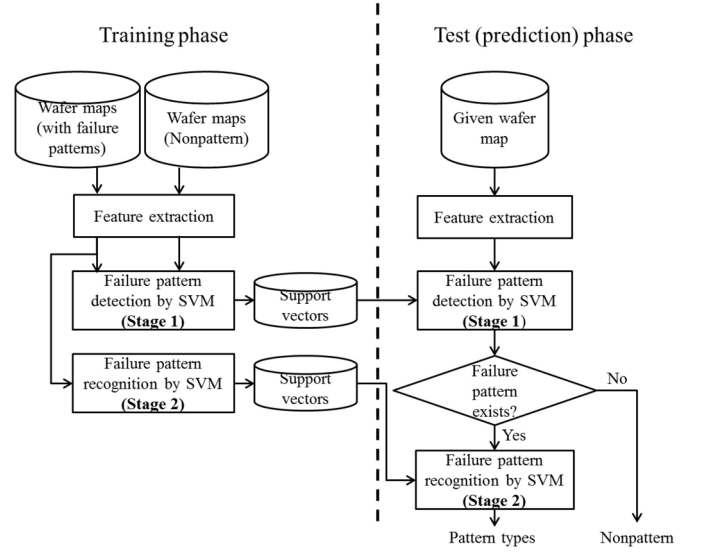 Training phase
Test (prediction) phase
Wafer maps
(with failure
patterns)
Wafer maps
(Nonpattern)
Given wafer
map
Feature extraction
Feature extraction
Failure pattern
detection by SVM
(Stage 1)
Support
vectors
Failure pattern
detection by SVM
(Stage 1)
Failure pattern
recognition by SVM
(Stage 2)
Support
vectors
Failure
pattern
exists?
No
Yes
Failure pattern
recognition by SVM
(Stage 2)
Pattern types
Nonpattern